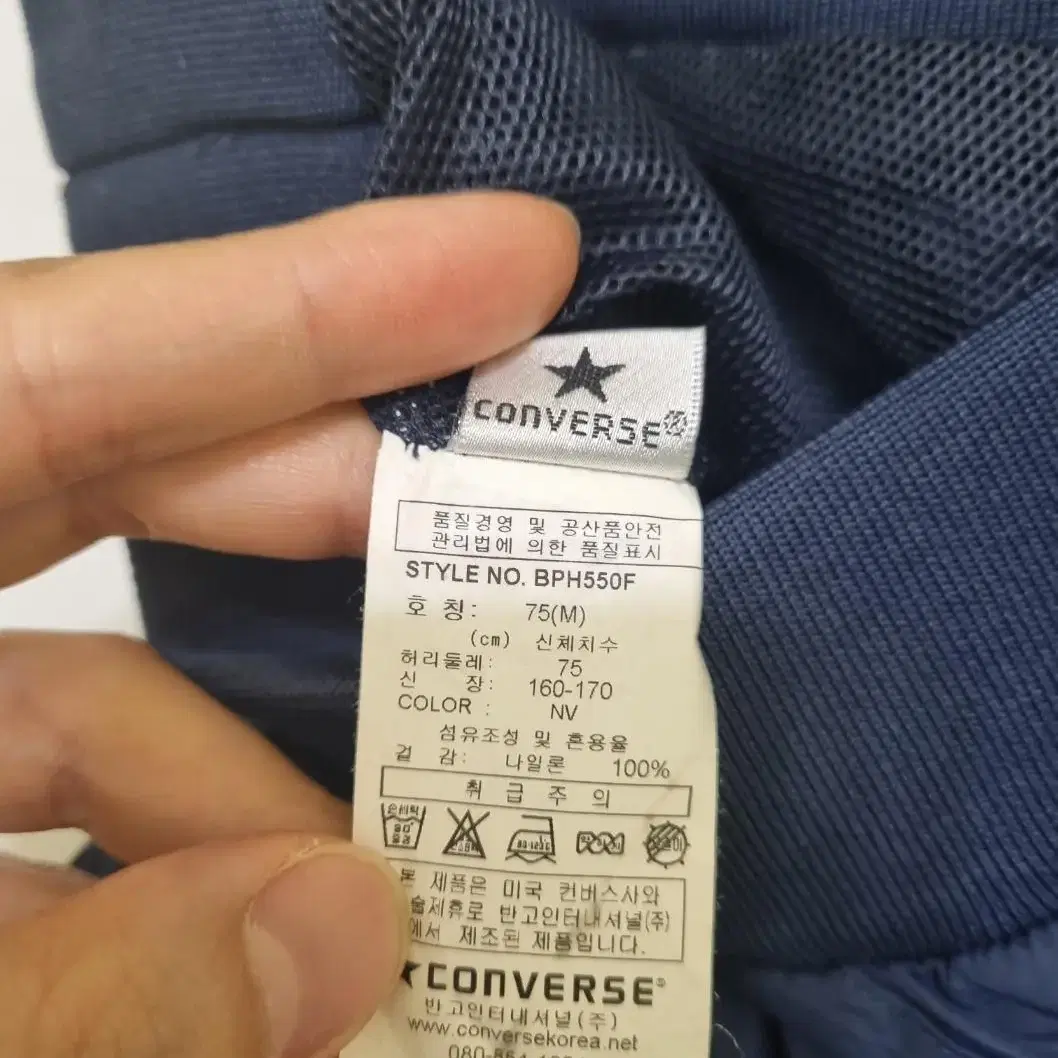 CONVERSE®
품질경영 및 공산품안전
관리법에 의한 품질표시
STYLE NO. BPH550F
호 칭: 75(M)
(cm) 신체치수
허리둘레: 75
신 장: 160-170
COLOR : NV
섬유조성 및 혼용율
겉 감: 나일론 100%
취 급 주 의
손세탁
본 제품은 미국 컨버스사와
술제휴로 반고인터내셔널(주)
에서 제조된 제품입니다.
CONVERSE®
반고인터내셔널(주)
www.conversekorea.net